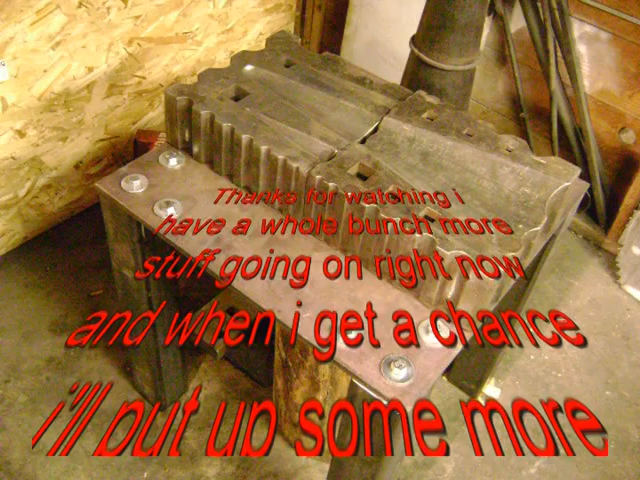 Thanks for watching i
have a whole bunch more
stuff going on right now
and when i get a chance
i'll put up some more